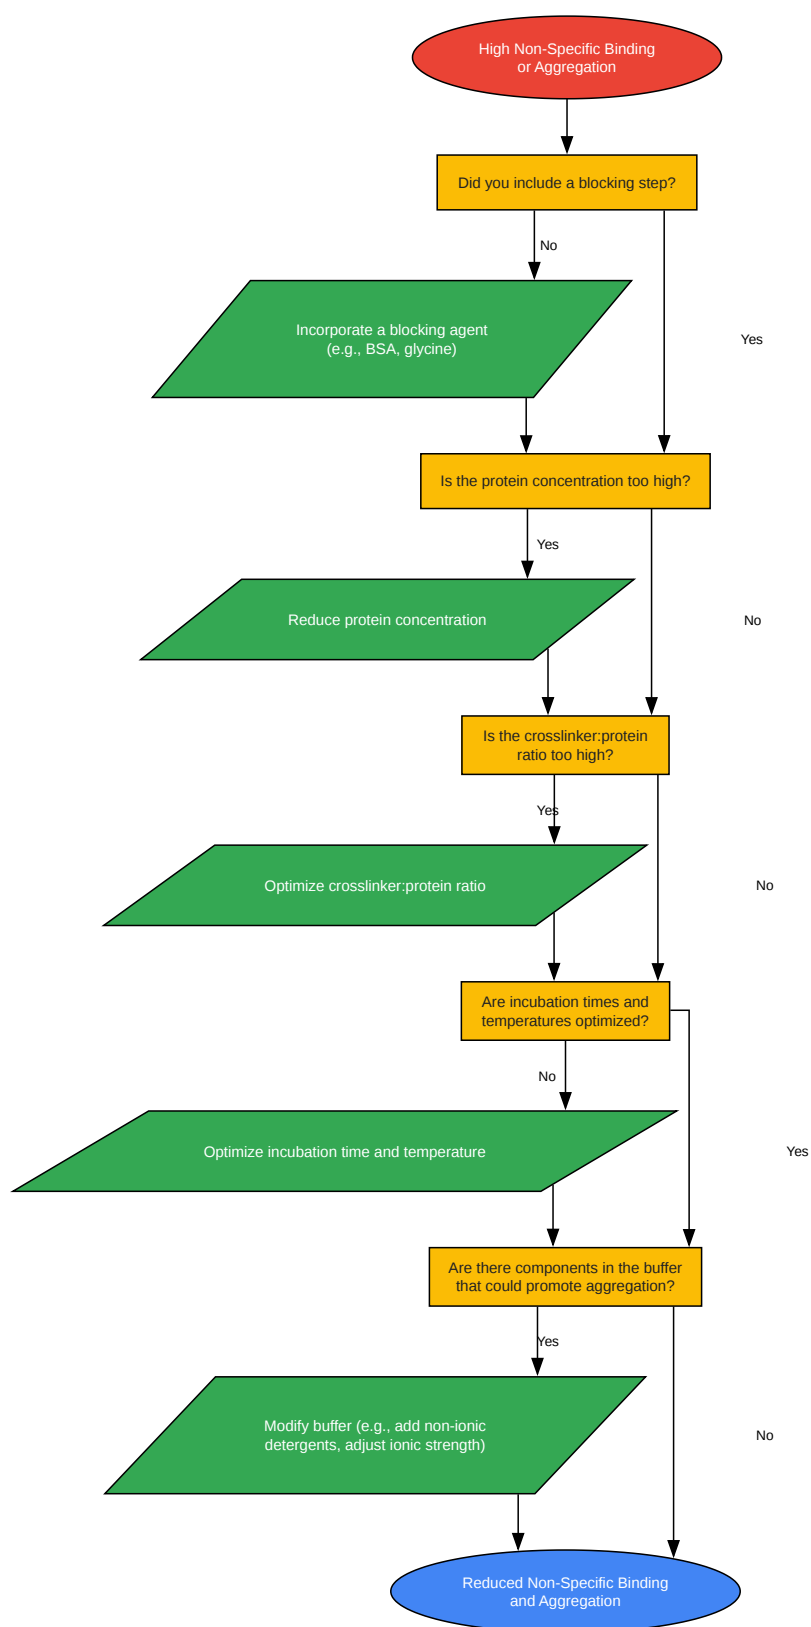 High Non-Specific Binding
or Aggregation
Did you include a blocking step?
No
Incorporate a blocking agent
(e.g., BSA, glycine)
Yes
Is the protein concentration too high?
Yes
Reduce protein concentration
No
Is the crosslinker:protein
ratio too high?
Yes
Optimize crosslinker:protein ratio
No
Are incubation times and
temperatures optimized?
No
Optimize incubation time and temperature
Yes
Are there components in the buffer
that could promote aggregation?
Yes
Modify buffer (e.g., add non-ionic
detergents, adjust ionic strength)
No
Reduced Non-Specific Binding
and Aggregation